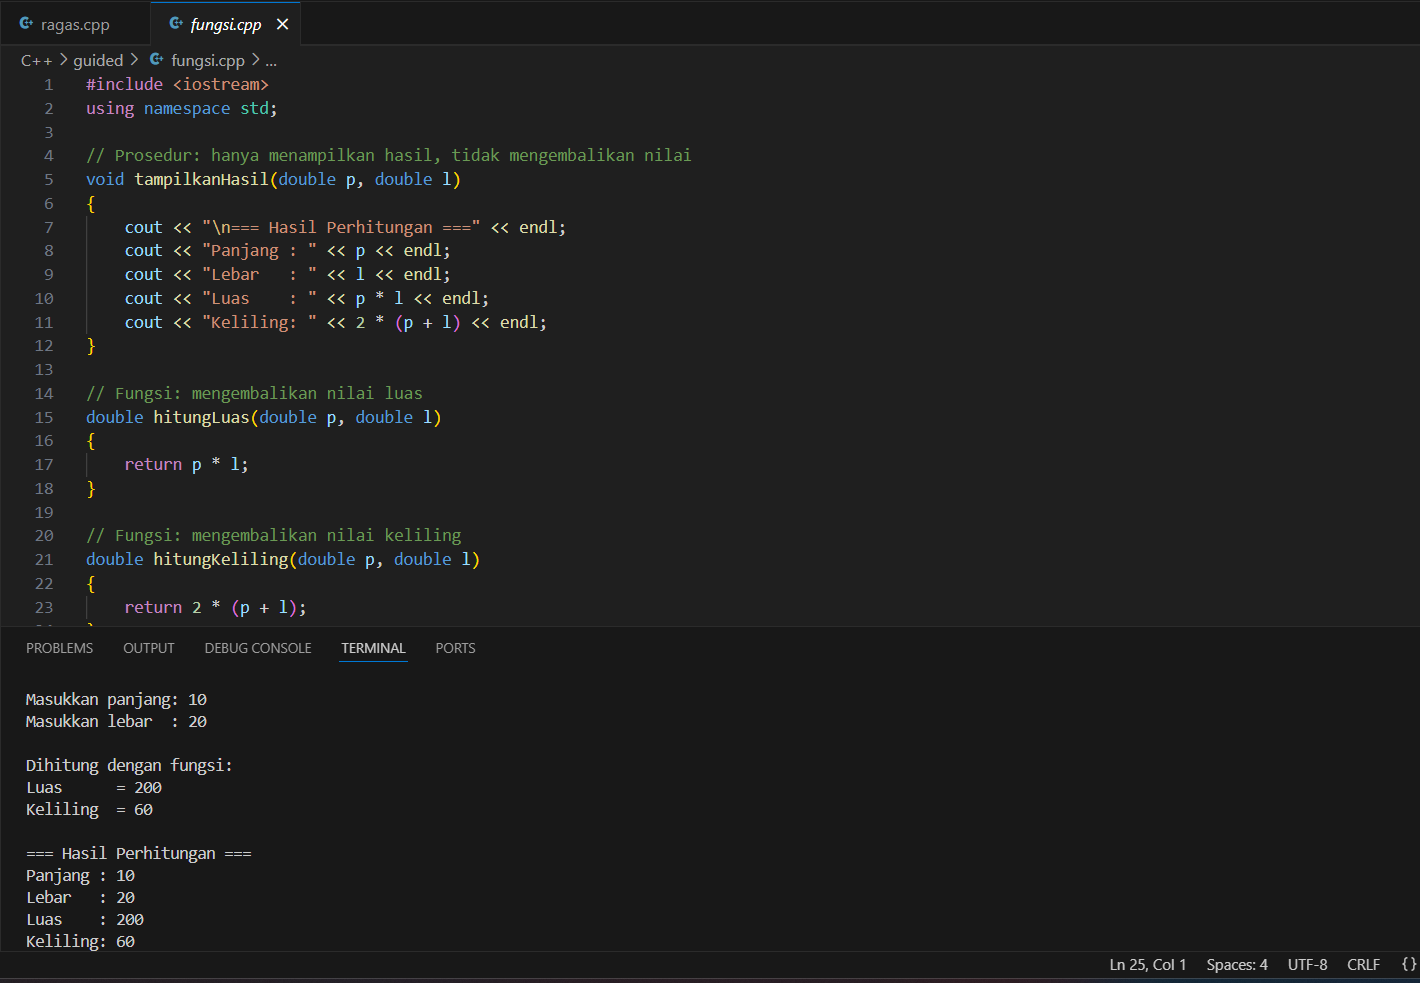 ragas.cpp fungsi.cpp
C++ > guided > fungsi.cpp > ...
1 #include <iostream>
2 using namespace std;
3
4 // Prosedur: hanya menampilkan hasil, tidak mengembalikan nilai
5 void tampilkanHasil(double p, double l)
6 {
7     cout << "\n=== Hasil Perhitungan ===" << endl;
8     cout << "Panjang : " << p << endl;
9     cout << "Lebar   : " << l << endl;
10     cout << "Luas    : " << p * l << endl;
11     cout << "Keliling: " << 2 * (p + l) << endl;
12 }
13
14 // Fungsi: mengembalikan nilai luas
15 double hitungLuas(double p, double l)
16 {
17     return p * l;
18 }
19
20 // Fungsi: mengembalikan nilai keliling
21 double hitungKeliling(double p, double l)
22 {
23     return 2 * (p + l);
PROBLEMS OUTPUT DEBUG CONSOLE TERMINAL PORTS
Masukkan panjang: 10
Masukkan lebar  : 20
Dihitung dengan fungsi:
Luas      = 200
Keliling  = 60
=== Hasil Perhitungan ===
Panjang : 10
Lebar   : 20
Luas    : 200
Keliling: 60
Ln 25, Col 1 Spaces: 4 UTF-8 CRLF {}